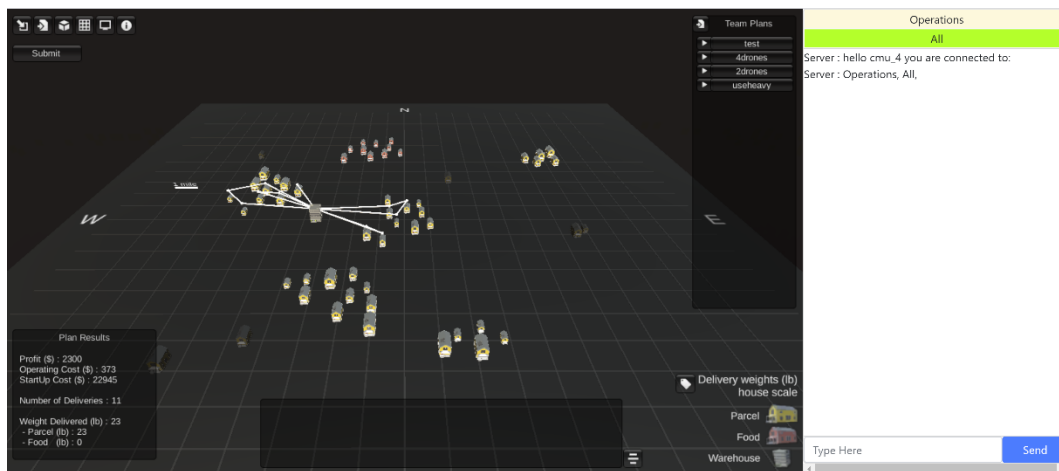 Submit
Team Plans
test
4drones
2drones
useheavy
Operations
All
Server : hello cmu_4 you are connected to:
Server : Operations, All,
N
W
E
Plan Results
Profit ($) : 2300
Operating Cost ($) : 373
StartUp Cost ($) : 22945
Number of Deliveries : 11
Weight Delivered (lb) : 23
- Parcel (lb) : 23
- Food (lb) : 0
Delivery weights (lb)
house scale
Parcel
Food
Warehouse
Type Here
Send